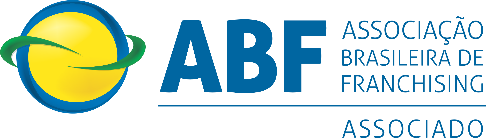 ABF
ASSOCIAÇÃO
BRASILEIRA DE
FRANCHISING
ASSOCIADO